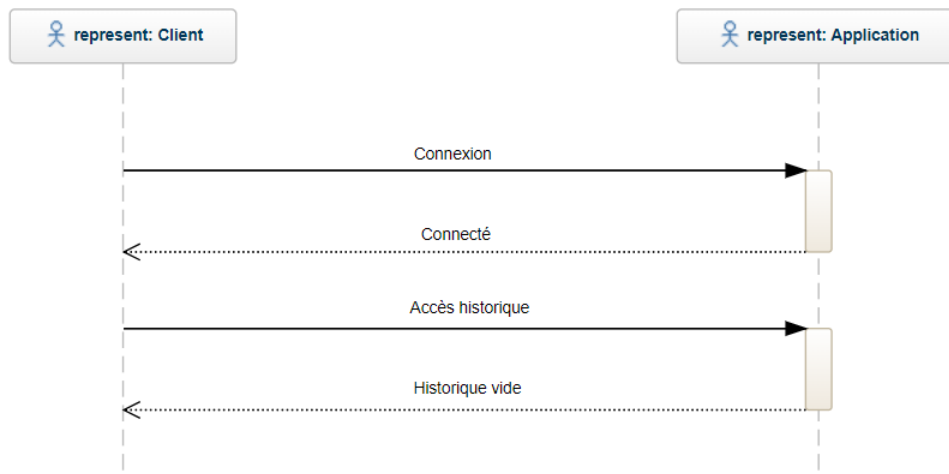 represent: Client
represent: Application
Connexion
Connecté
Accès historique
Historique vide